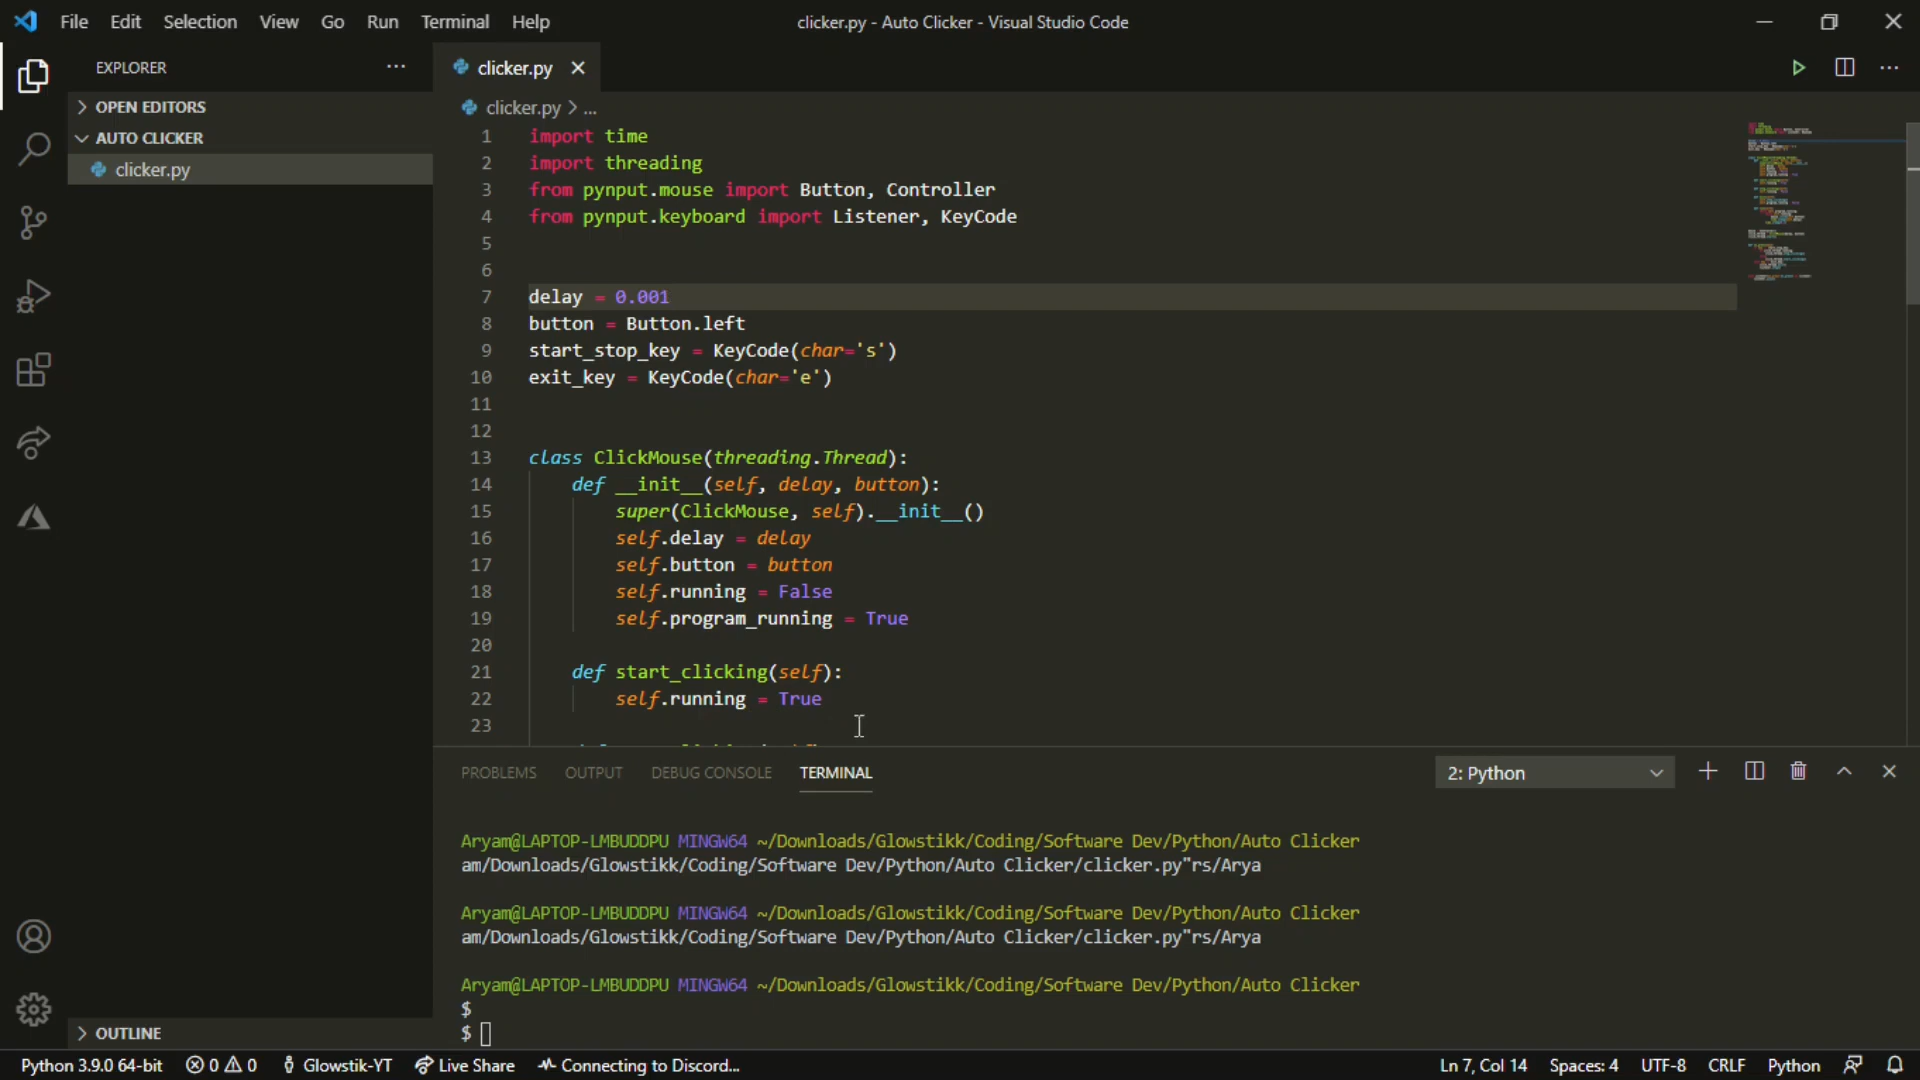 File Edit Selection View Go Run Terminal Help
clicker.py - Auto Clicker - Visual Studio Code
EXPLORER
OPEN EDITORS
AUTO CLICKER
clicker.py
clicker.py
clicker.py > ...
1 import time
2 import threading
3 from pynput.mouse import Button, Controller
4 from pynput.keyboard import Listener, KeyCode
5
6
7 delay = 0.001
8 button = Button.left
9 start_stop_key = KeyCode(char='s')
10 exit_key = KeyCode(char='e')
11
12
13 class ClickMouse(threading.Thread):
14 def __init__(self, delay, button):
15 super(ClickMouse, self).__init__()
16 self.delay = delay
17 self.button = button
18 self.running = False
19 self.program_running = True
20
21 def start_clicking(self):
22 self.running = True
23
PROBLEMS OUTPUT DEBUG CONSOLE TERMINAL
2: Python
Aryam@LAPTOP-LMBUDDPU MINGW64 ~/Downloads/Glowstikk/Coding/Software Dev/Python/Auto Clicker
am/Downloads/Glowstikk/Coding/Software Dev/Python/Auto Clicker/clicker.py"rs/Arya
Aryam@LAPTOP-LMBUDDPU MINGW64 ~/Downloads/Glowstikk/Coding/Software Dev/Python/Auto Clicker
am/Downloads/Glowstikk/Coding/Software Dev/Python/Auto Clicker/clicker.py"rs/Arya
Aryam@LAPTOP-LMBUDDPU MINGW64 ~/Downloads/Glowstikk/Coding/Software Dev/Python/Auto Clicker
$
$
OUTLINE
Python 3.9.0 64-bit 0 0 Glowstik-YT Live Share Connecting to Discord... Ln 7, Col 14 Spaces: 4 UTF-8 CRLF Python